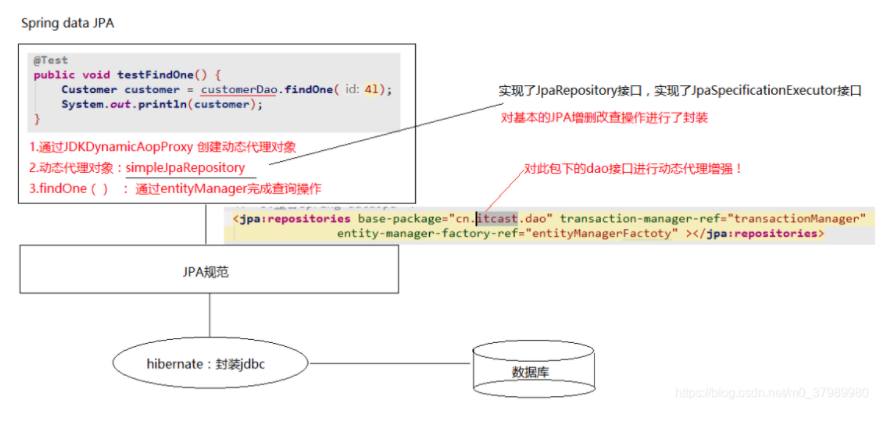 Spring data JPA
@Test
public void testFindOne() {
Customer customer = customerDao.findOne( id: 4l);
System.out.println(customer);
}
1.通过JDKDynamicAopProxy 创建动态代理对象
2.动态代理对象：simpleJpaRepository
3.findOne（ ） ： 通过entityManager完成查询操作
实现了JpaRepository接口，实现了JpaSpecificationExecutor接口
对基本的JPA增删改查操作进行了封装
对此包下的dao接口进行动态代理增强！
<jpa:repositories base-package="cn.itcast.dao" transaction-manager-ref="transactionManager"
entity-manager-factory-ref="entityManagerFactoty" ></jpa:repositories>
JPA规范
hibernate：封装jdbc
数据库
https://blog.csdn.net/m0_37989980